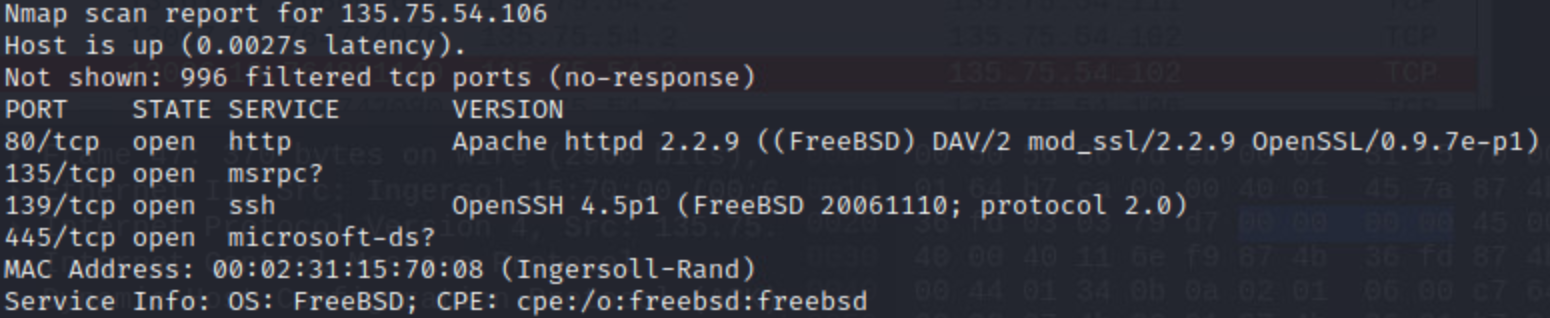 Nmap scan report for 135.75.54.106
Host is up (0.0027s latency).
Not shown: 996 filtered tcp ports (no-response)
PORT    STATE SERVICE       VERSION
80/tcp  open  http          Apache httpd 2.2.9 ((FreeBSD) DAV/2 mod_ssl/2.2.9 OpenSSL/0.9.7e-p1)
135/tcp open  msrpc?
139/tcp open  ssh           OpenSSH 4.5p1 (FreeBSD 20061110; protocol 2.0)
445/tcp open  microsoft-ds?
MAC Address: 00:02:31:15:70:08 (Ingersoll-Rand)
Service Info: OS: FreeBSD; CPE: cpe:/o:freebsd:freebsd